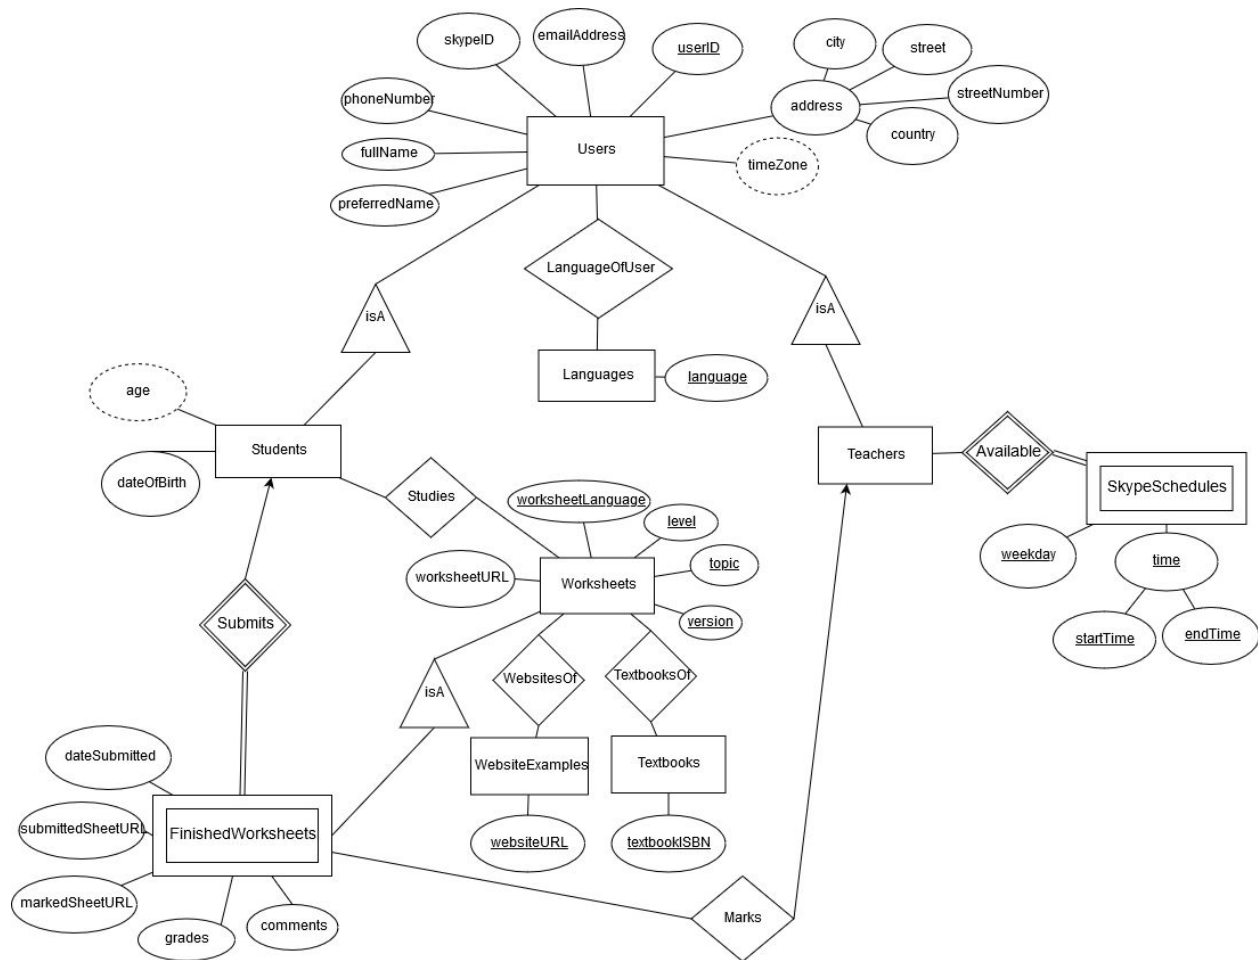 skypeID
emailAddress
userID
city
street
phoneNumber
address
streetNumber
fullName
Users
country
timeZone
preferredName
LanguageOfUser
isA
isA
Languages
language
age
Students
Teachers
Available
dateOfBirth
SkypeSchedules
Studies
worksheetLanguage
level
weekday
time
worksheetURL
Worksheets
topic
version
startTime
endTime
Submits
isA
WebsitesOf
TextbooksOf
dateSubmitted
WebsiteExamples
Textbooks
submittedSheetURL
FinishedWorksheets
websiteURL
textbookISBN
markedSheetURL
grades
comments
Marks